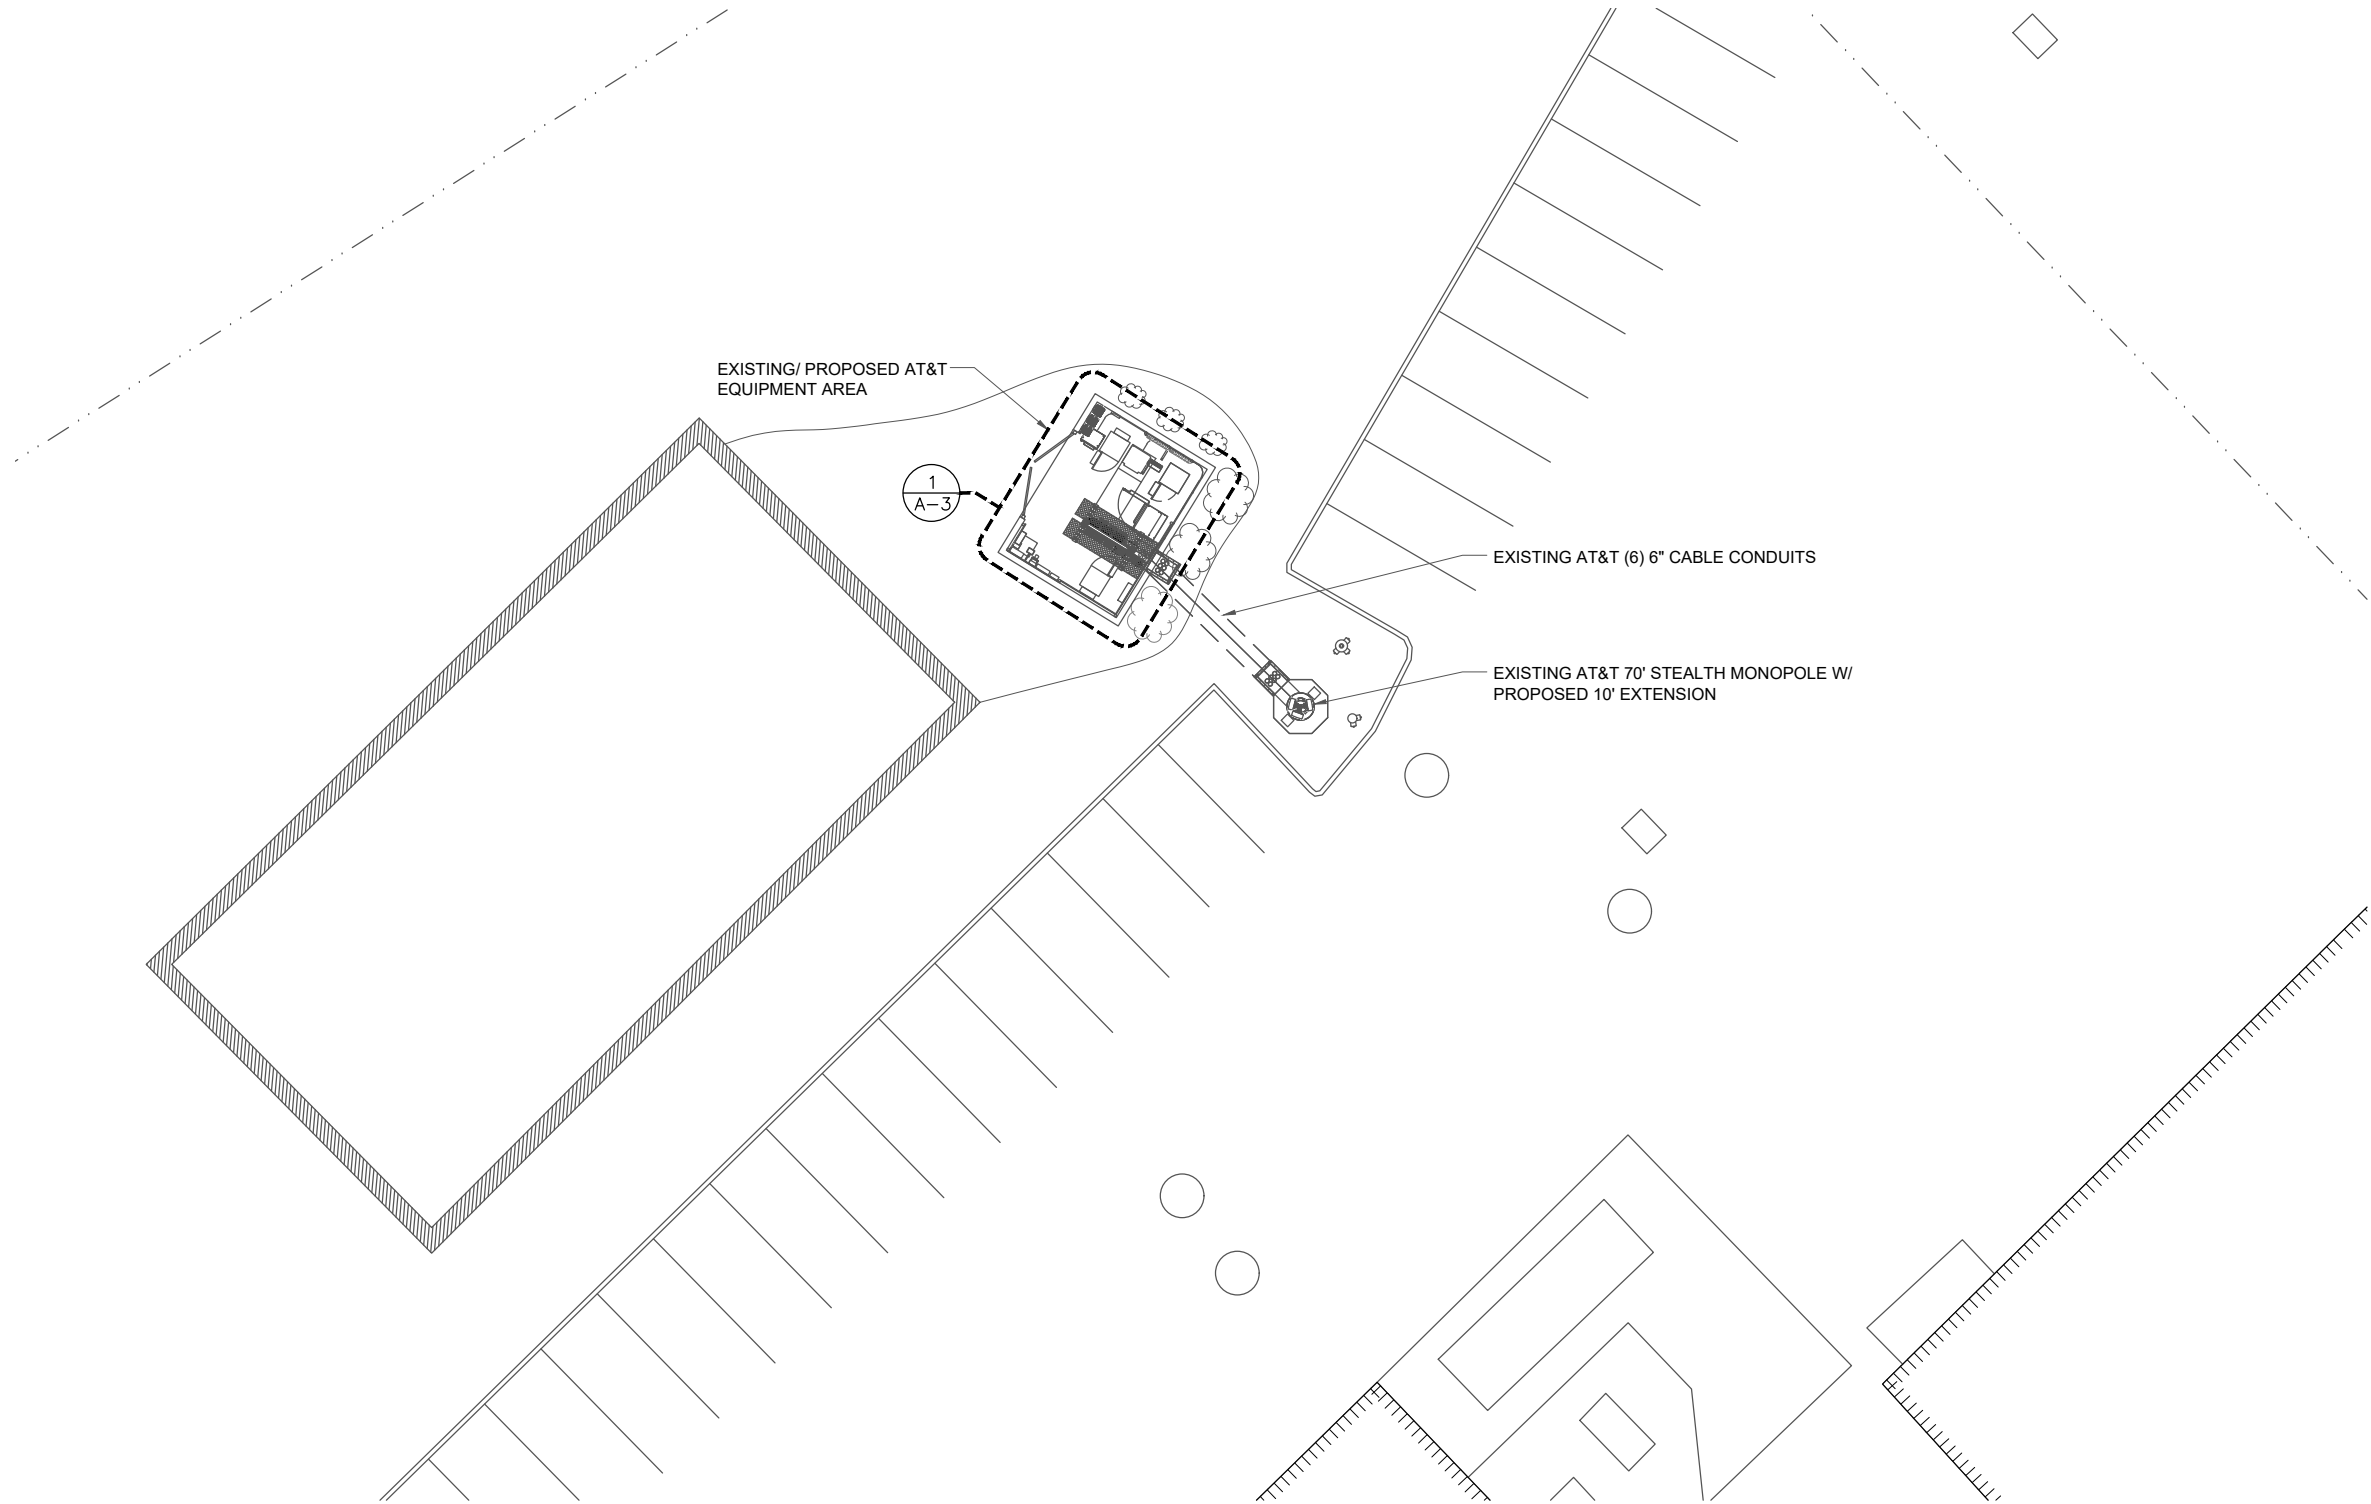 EXISTING/ PROPOSED AT&T
EQUIPMENT AREA
1
A-3
EXISTING AT&T (6) 6" CABLE CONDUITS
EXISTING AT&T 70' STEALTH MONOPOLE W/
PROPOSED 10' EXTENSION